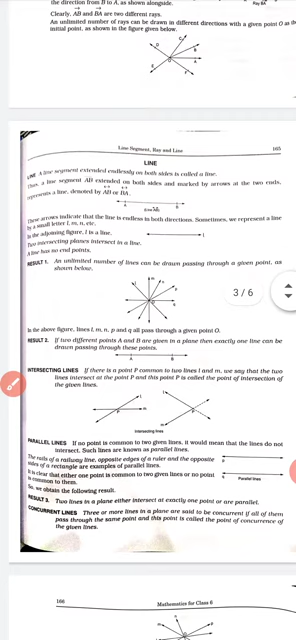 the direction from B to A, as shown alongside.
Ray BA
Clearly, AB and BA are two different rays.
An unlimited number of rays can be drawn in different directions with a given point O as the
initial point, as shown in the figure given below.
Line Segment, Ray and Line 165
LINE
LINE A line segment extended endlessly on both sides is called a line.
Thus, a line segment AB extended on both sides and marked by arrows at the two ends,
represents a line, denoted by AB or BA.
A B
These arrows indicate that the line is endless in both directions. Sometimes, we represent a line
by a small letter l, m, n, etc.
In the adjoining figure, l is a line.
Two intersecting planes intersect in a line.
A line has no end points.
RESULT 1. An unlimited number of lines can be drawn passing through a given point, as
shown below.
3 / 6
In the above figure, lines l, m, n, p and q all pass through a given point O.
RESULT 2. If two different points A and B are given in a plane then exactly one line can be
drawn passing through these points.
A B
INTERSECTING LINES If there is a point P common to two lines l and m, we say that the two
lines intersect at the point P and this point P is called the point of intersection of
the given lines.
Intersecting lines
PARALLEL LINES If no point is common to two given lines, it would mean that the lines do not
intersect. Such lines are known as parallel lines.
The rails of a railway line, opposite edges of a ruler and the opposite
sides of a rectangle are examples of parallel lines.
It is clear that either one point is common to two given lines or no point
is common to them.
Parallel lines
So, we obtain the following result.
RESULT 3. Two lines in a plane either intersect at exactly one point or are parallel.
CONCURRENT LINES Three or more lines in a plane are said to be concurrent if all of them
pass through the same point and this point is called the point of concurrence of
the given lines.
166 Mathematics for Class 6